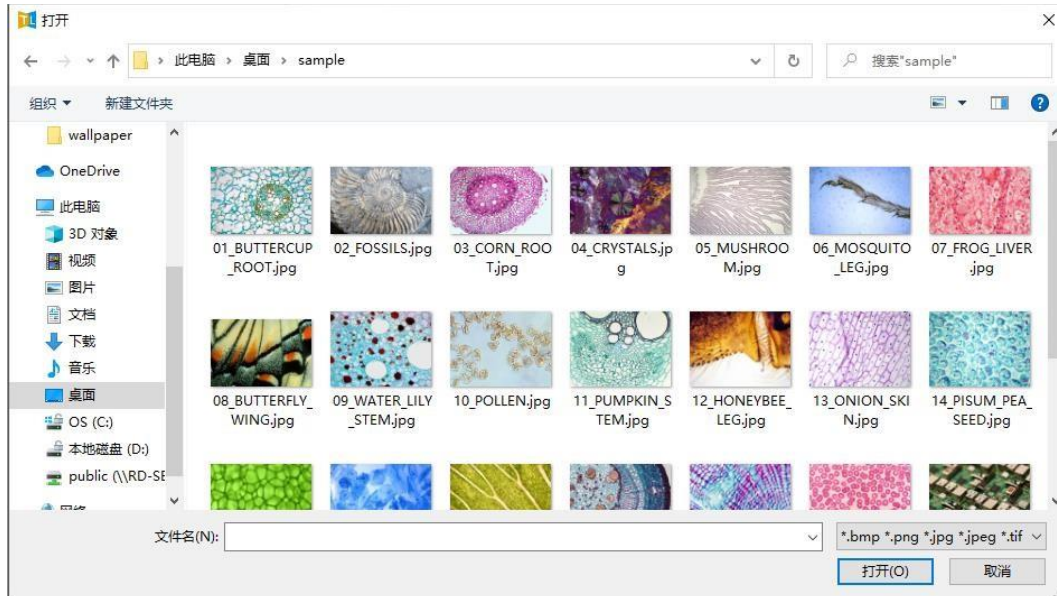 打开
此电脑 › 桌面 › sample
搜索"sample"
组织
新建文件夹
wallpaper
OneDrive
此电脑
3D 对象
视频
图片
文档
下载
音乐
桌面
OS (C:)
本地磁盘 (D:)
public (\\RD-SE
01_BUTTERCUP
_ROOT.jpg
02_FOSSILS.jpg
03_CORN_ROO
T.jpg
04_CRYSTALS.jp
g
05_MUSHROO
M.jpg
06_MOSQUITO
_LEG.jpg
07_FROG_LIVER
.jpg
08_BUTTERFLY_
WING.jpg
09_WATER_LILY
_STEM.jpg
10_POLLEN.jpg
11_PUMPKIN_S
TEM.jpg
12_HONEYBEE_
LEG.jpg
13_ONION_SKI
N.jpg
14_PISUM_PEA_
SEED.jpg
文件名(N):
*.bmp *.png *.jpg *.jpeg *.tif
打开(O)
取消